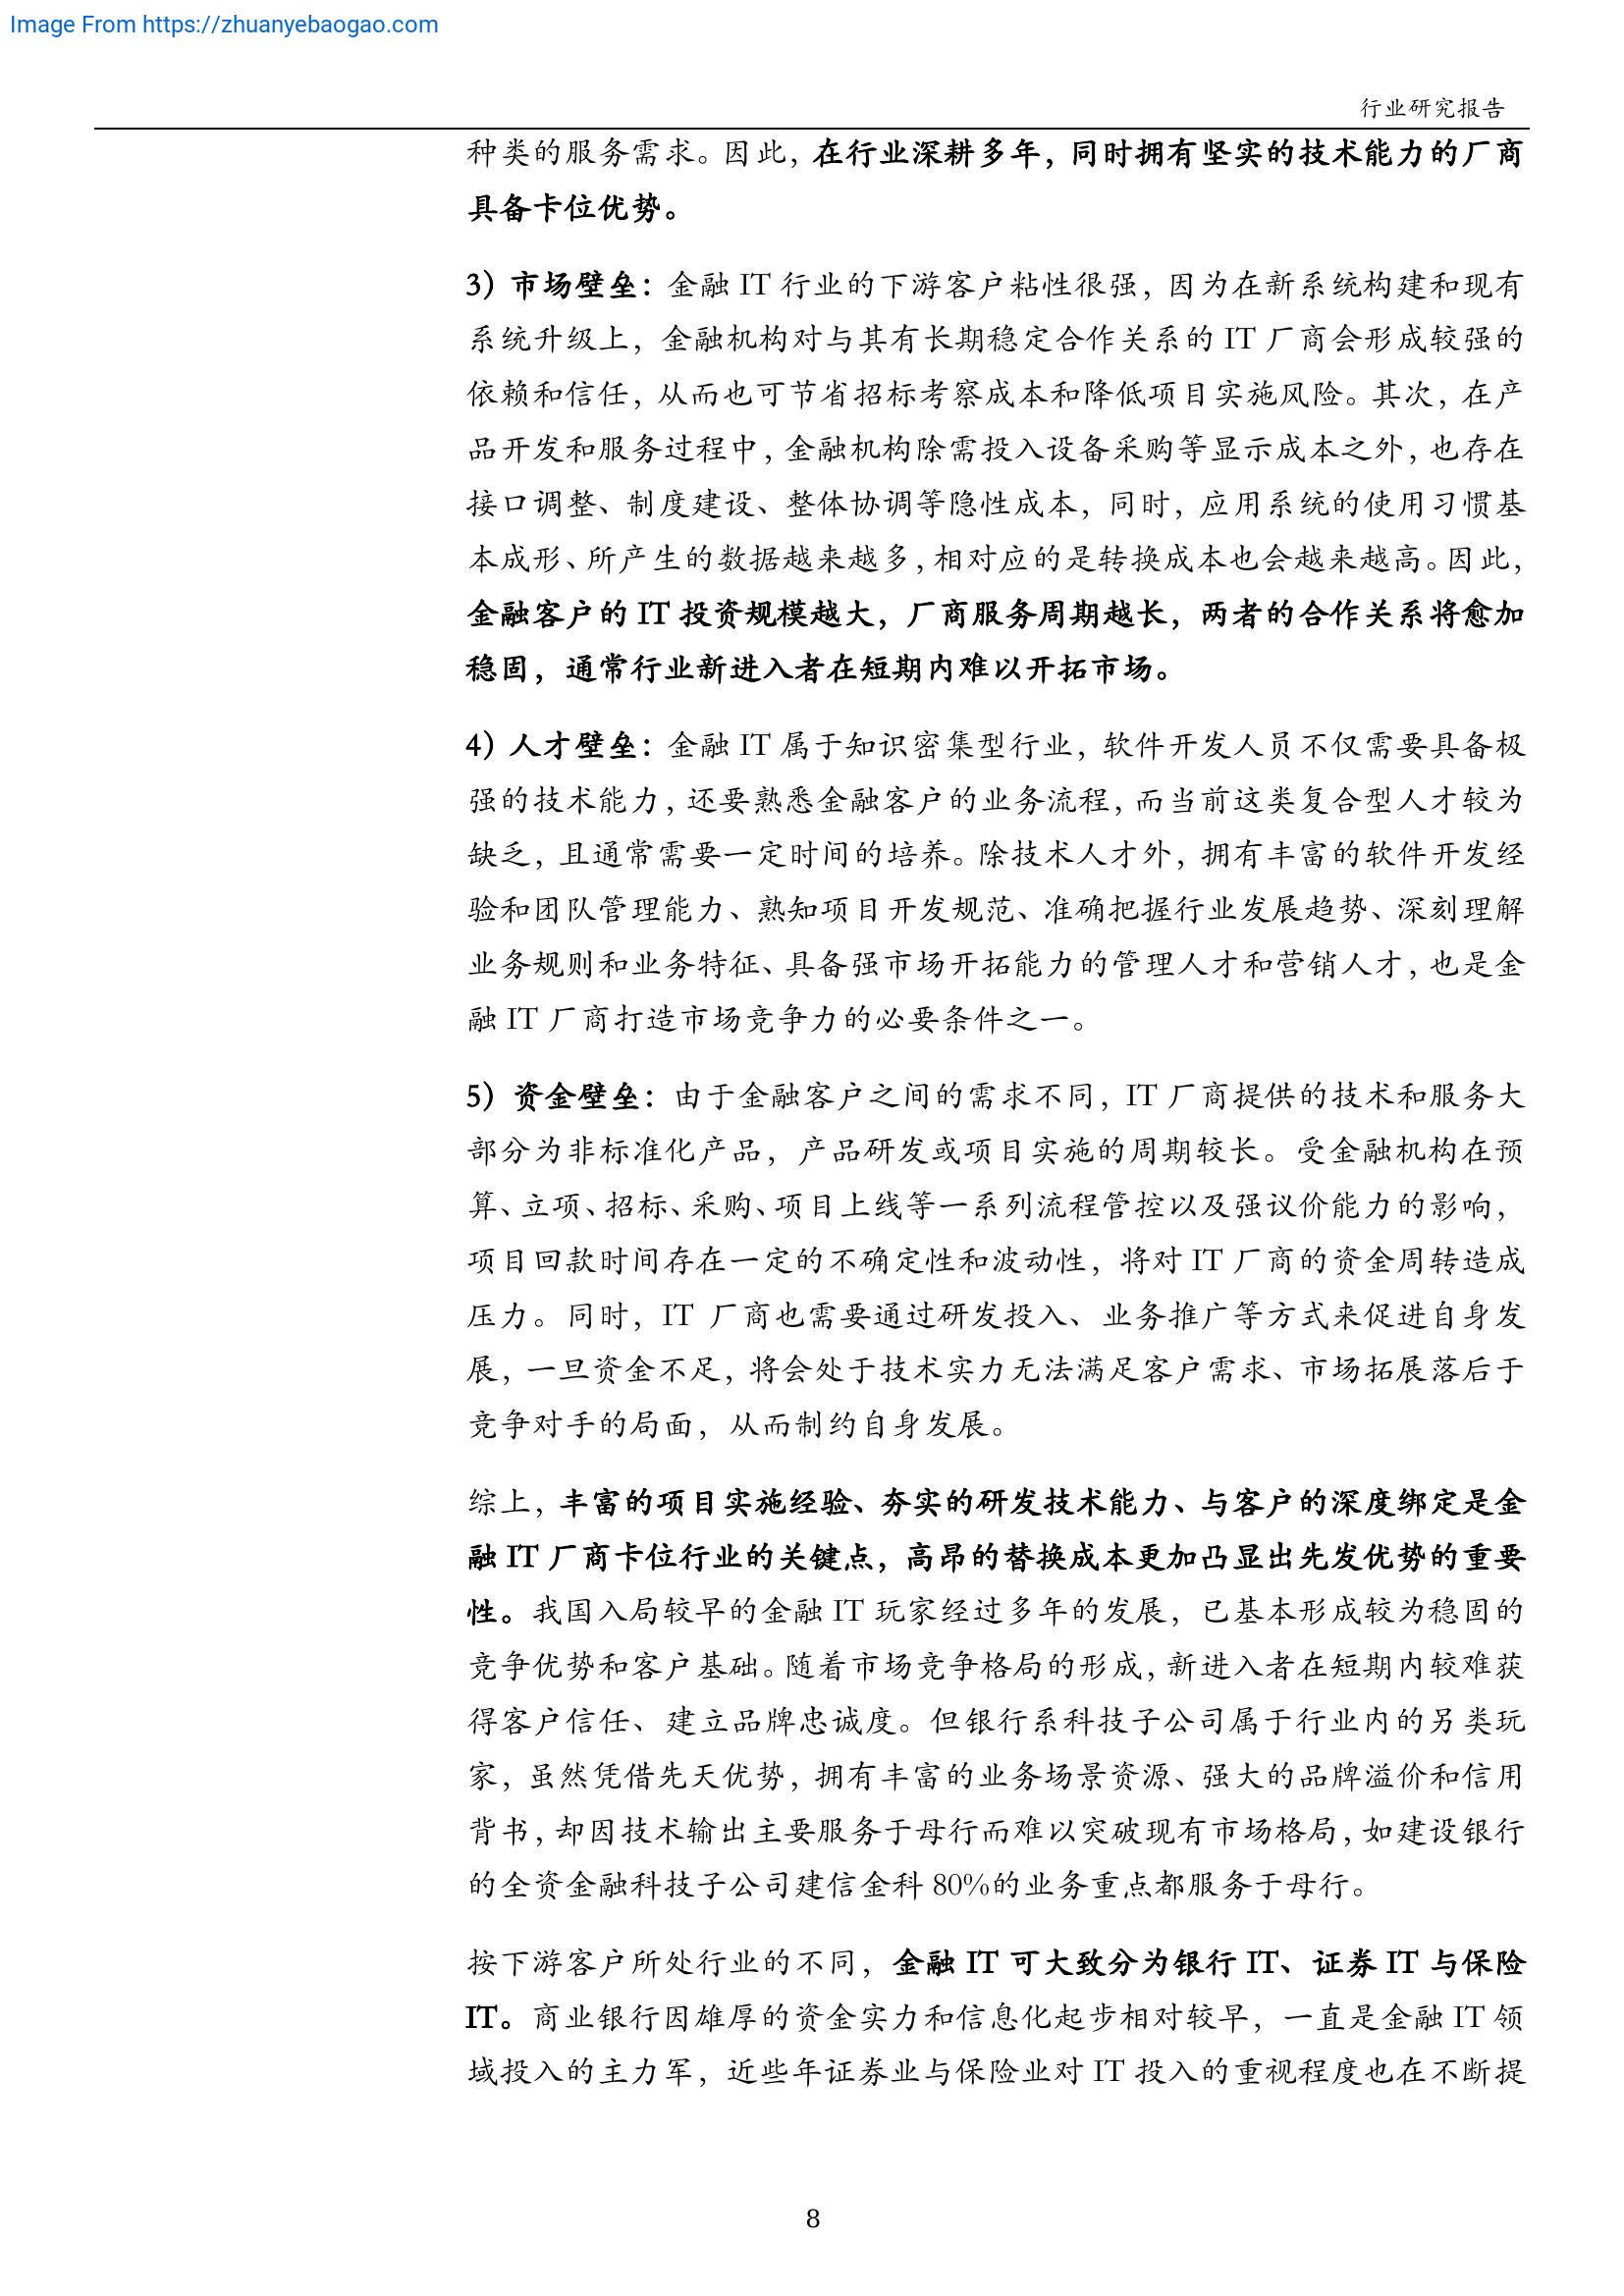 Image From https://zhuanyebaogao.com
行业研究报告
种类的服务需求。因此，在行业深耕多年，同时拥有坚实的技术能力的厂商
具备卡位优势。
3）市场壁垒：金融 IT 行业的下游客户粘性很强，因为在新系统构建和现有
系统升级上，金融机构对与其有长期稳定合作关系的 IT 厂商会形成较强的
依赖和信任，从而也可节省招标考察成本和降低项目实施风险。其次，在产
品开发和服务过程中，金融机构除需投入设备采购等显示成本之外，也存在
接口调整、制度建设、整体协调等隐性成本，同时，应用系统的使用习惯基
本成形、所产生的数据越来越多，相对应的是转换成本也会越来越高。因此，
金融客户的 IT 投资规模越大，厂商服务周期越长，两者的合作关系将愈加
稳固，通常行业新进入者在短期内难以开拓市场。
4）人才壁垒：金融 IT 属于知识密集型行业，软件开发人员不仅需要具备极
强的技术能力，还要熟悉金融客户的业务流程，而当前这类复合型人才较为
缺乏，且通常需要一定时间的培养。除技术人才外，拥有丰富的软件开发经
验和团队管理能力、熟知项目开发规范、准确把握行业发展趋势、深刻理解
业务规则和业务特征、具备强市场开拓能力的管理人才和营销人才，也是金
融 IT 厂商打造市场竞争力的必要条件之一。
5）资金壁垒：由于金融客户之间的需求不同，IT 厂商提供的技术和服务大
部分为非标准化产品，产品研发或项目实施的周期较长。受金融机构在预
算、立项、招标、采购、项目上线等一系列流程管控以及强议价能力的影响，
项目回款时间存在一定的不确定性和波动性，将对 IT 厂商的资金周转造成
压力。同时，IT 厂商也需要通过研发投入、业务推广等方式来促进自身发
展，一旦资金不足，将会处于技术实力无法满足客户需求、市场拓展落后于
竞争对手的局面，从而制约自身发展。
综上，丰富的项目实施经验、夯实的研发技术能力、与客户的深度绑定是金
融 IT 厂商卡位行业的关键点，高昂的替换成本更加凸显出先发优势的重要
性。我国入局较早的金融 IT 玩家经过多年的发展，已基本形成较为稳固的
竞争优势和客户基础。随着市场竞争格局的形成，新进入者在短期内较难获
得客户信任、建立品牌忠诚度。但银行系科技子公司属于行业内的另类玩
家，虽然凭借先天优势，拥有丰富的业务场景资源、强大的品牌溢价和信用
背书，却因技术输出主要服务于母行而难以突破现有市场格局，如建设银行
的全资金融科技子公司建信金科 80%的业务重点都服务于母行。
按下游客户所处行业的不同，金融 IT 可大致分为银行 IT、证券 IT 与保险
IT。商业银行因雄厚的资金实力和信息化起步相对较早，一直是金融 IT 领
域投入的主力军，近些年证券业与保险业对 IT 投入的重视程度也在不断提
8